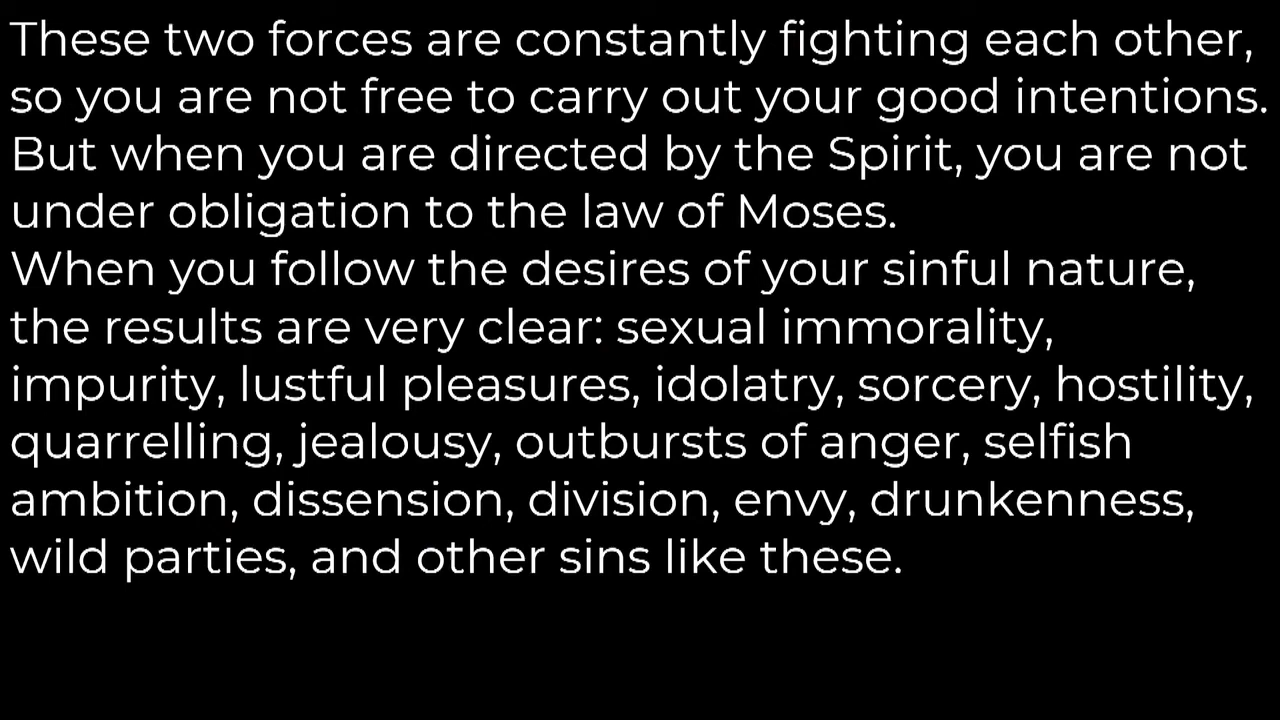 These two forces are constantly fighting each other,
so you are not free to carry out your good intentions.
But when you are directed by the Spirit, you are not
under obligation to the law of Moses.
When you follow the desires of your sinful nature,
the results are very clear: sexual immorality,
impurity, lustful pleasures, idolatry, sorcery, hostility,
quarrelling, jealousy, outbursts of anger, selfish
ambition, dissension, division, envy, drunkenness,
wild parties, and other sins like these.